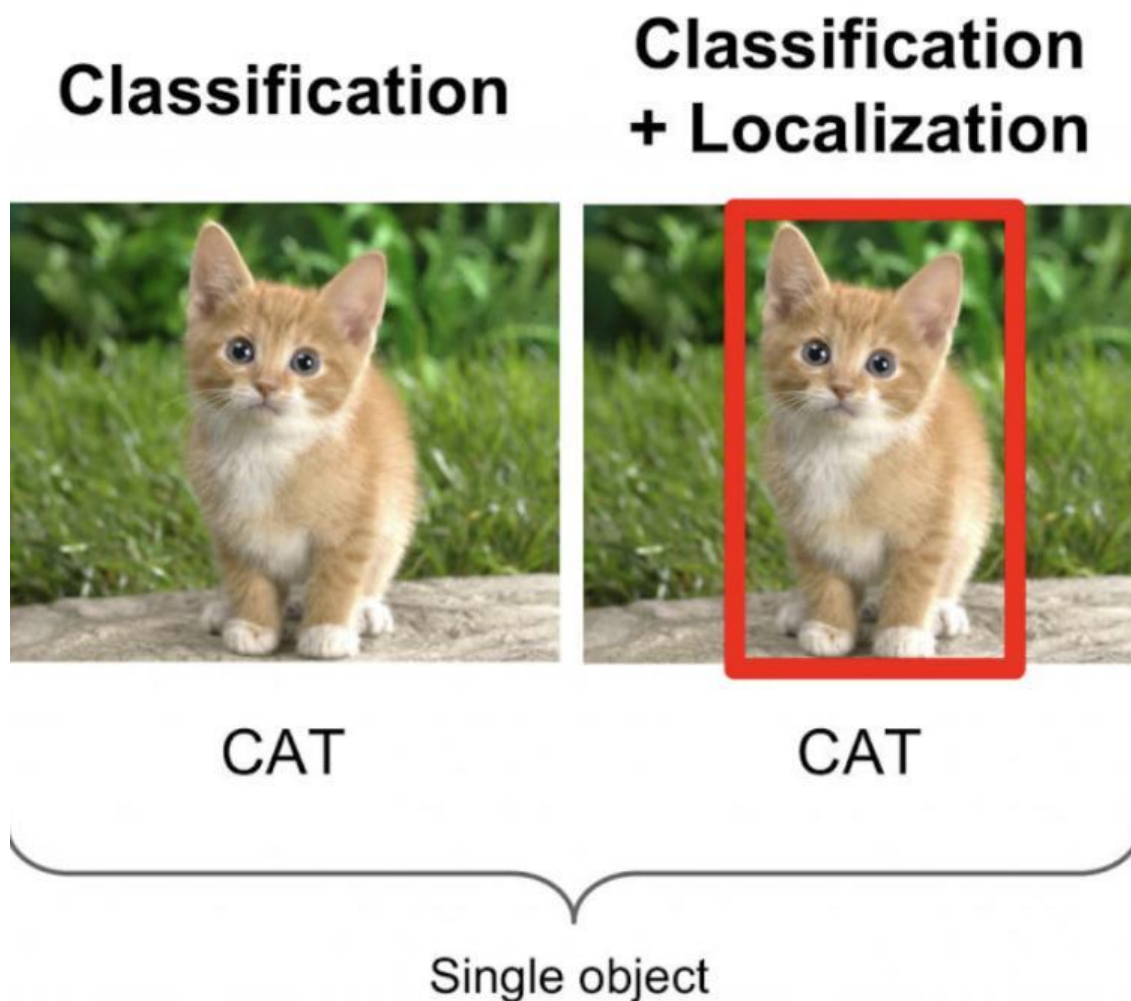 Classification
Classification
+ Localization
CAT
CAT
Single object